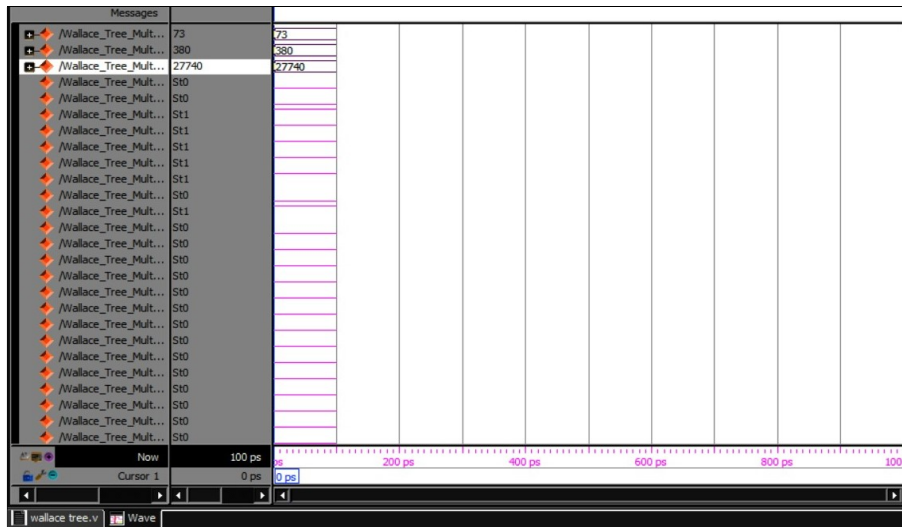 Messages
/Wallace_Tree_Mult... 73 73
/Wallace_Tree_Mult... 380 380
/Wallace_Tree_Mult... 27740 27740
/Wallace_Tree_Mult... St0
/Wallace_Tree_Mult... St0
/Wallace_Tree_Mult... St1
/Wallace_Tree_Mult... St1
/Wallace_Tree_Mult... St1
/Wallace_Tree_Mult... St1
/Wallace_Tree_Mult... St1
/Wallace_Tree_Mult... St0
/Wallace_Tree_Mult... St1
/Wallace_Tree_Mult... St0
/Wallace_Tree_Mult... St0
/Wallace_Tree_Mult... St0
/Wallace_Tree_Mult... St0
/Wallace_Tree_Mult... St0
/Wallace_Tree_Mult... St0
/Wallace_Tree_Mult... St0
/Wallace_Tree_Mult... St0
/Wallace_Tree_Mult... St0
/Wallace_Tree_Mult... St0
/Wallace_Tree_Mult... St0
/Wallace_Tree_Mult... St0
/Wallace_Tree_Mult... St0
/Wallace_Tree_Mult... St0
Now 100 ps ps 200 ps 400 ps 600 ps 800 ps 100
Cursor 1 0 ps 0 ps
wallace tree.v Wave